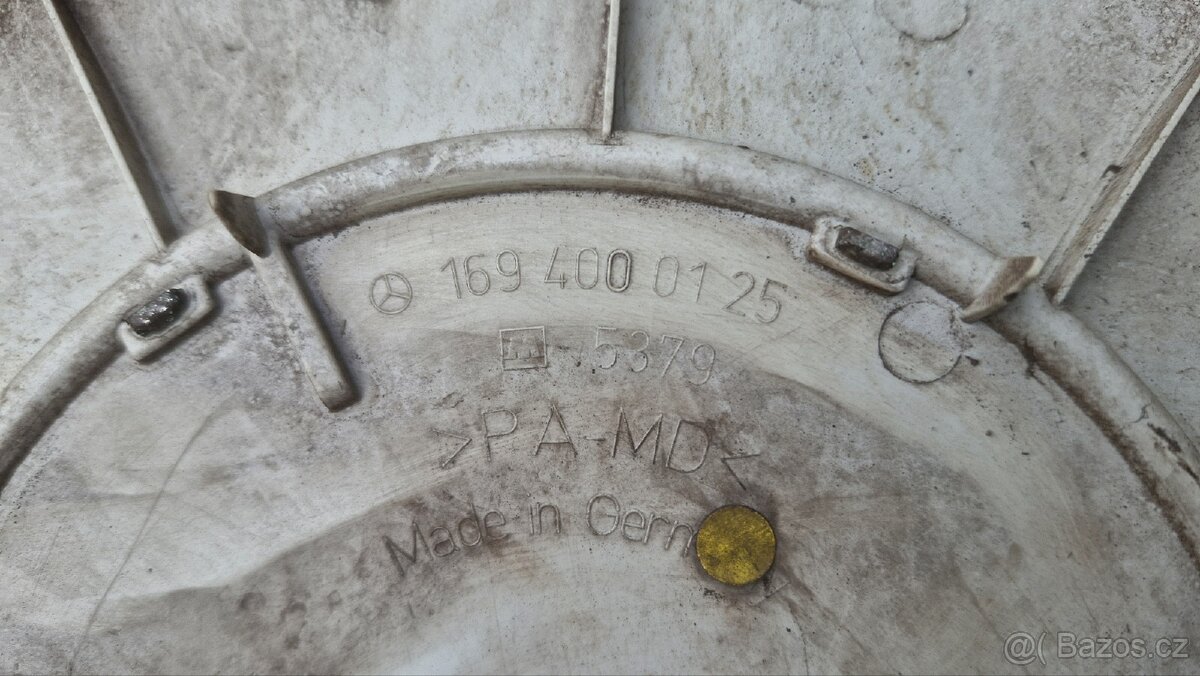 169 400 01 25
5379
>PA-MD<
Made in Germ
@( Bazos.cz